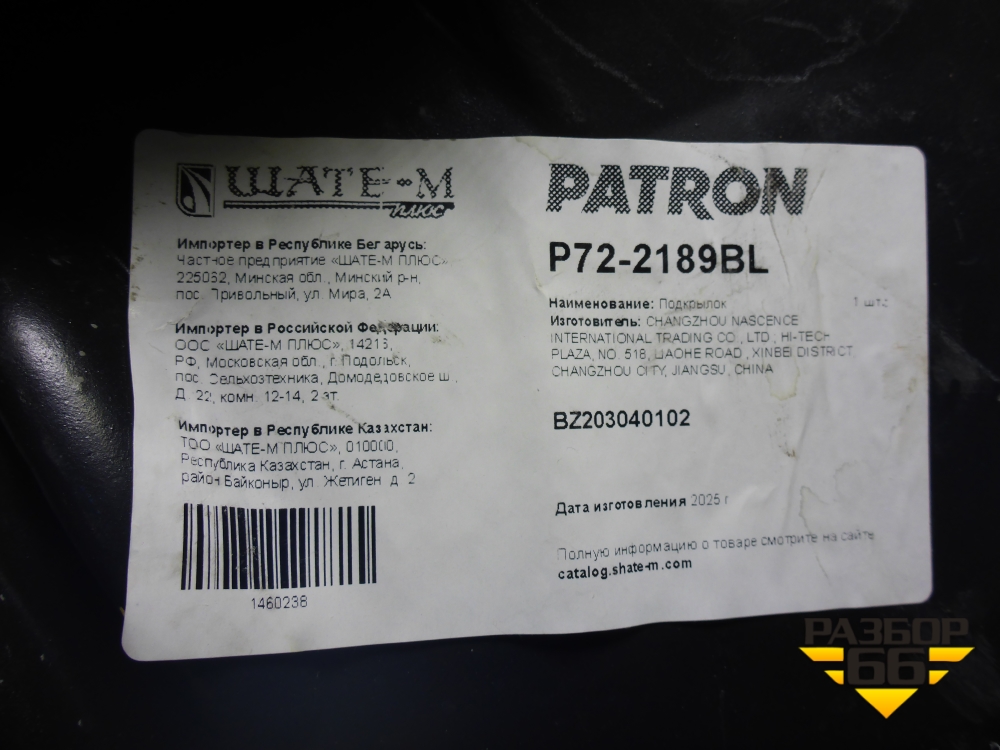 ШАТЕ-М
ПЛЮС
Импортер в Республике Беларусь:
Частное предприятие «ШАТЕ-М ПЛЮС»
225032, Минская обл., Минский р-н,
пос. Привольный, ул. Мира, 2А
Импортер в Российской Федерации:
ООО «ШАТЕ-М ПЛЮС», 14213,
РФ, Московская обл., г. Подольск,
пос. Сельхозтехника, Домодедовское ш.,
Д. 22, комн. 12-14, 2 эт.
Импортер в Республике Казахстан:
ТОО «ШАТЕ-М ПЛЮС», 010000,
Республика Казахстан, г. Астана,
район Байконыр, ул. Жетиген, д. 2
1460238
PATRON
P72-2189BL
Наименование: Подкрылок 1 шт.
Изготовитель: CHANGZHOU NASCENCE
INTERNATIONAL TRADING CO., LTD., HI-TECH
PLAZA, NO. 518, LIAOHE ROAD, XINBEI DISTRICT,
CHANGZHOU CITY, JIANGSU, CHINA
BZ203040102
Дата изготовления 2025 г
Полную информацию о товаре смотрите на сайте
catalog.shate-m.com
РАЗБОР
66